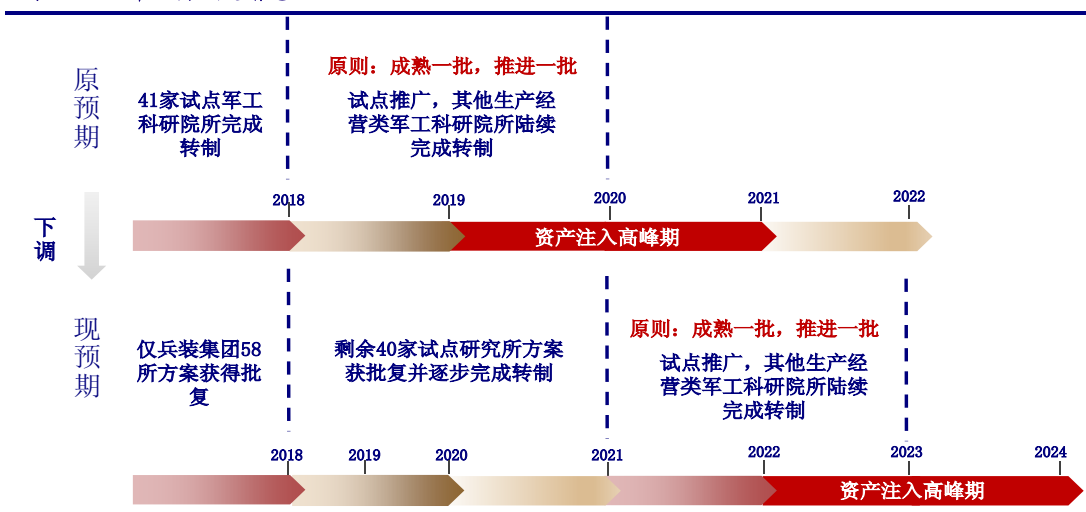 原预期
41家试点军工
科研院所完成
转制
原则：成熟一批，推进一批
试点推广，其他生产经
营类军工科研院所陆续
完成转制
2018
2019
2020
2021
2022
资产注入高峰期
下调
现预期
仅兵装集团58
所方案获得批
复
剩余40家试点研究所方案
获批复并逐步完成转制
原则：成熟一批，推进一批
试点推广，其他生产经
营类军工科研院所陆续
完成转制
2018
2019
2020
2021
2022
2023
2024
资产注入高峰期